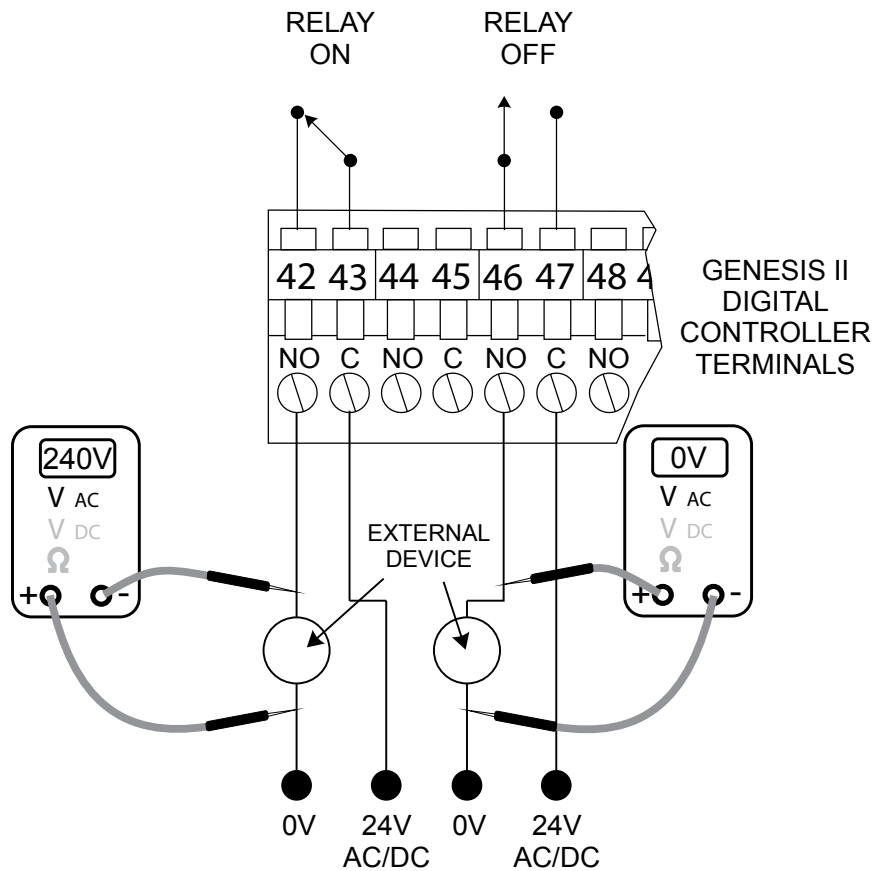 RELAY
ON
RELAY
OFF
42 43 44 45 46 47 48 4
NO C NO C NO C NO
GENESIS II
DIGITAL
CONTROLLER
TERMINALS
240V
V AC
V DC
Ω
+ -
EXTERNAL
DEVICE
0V
V AC
V DC
Ω
+ -
0V
24V
AC/DC
0V
24V
AC/DC